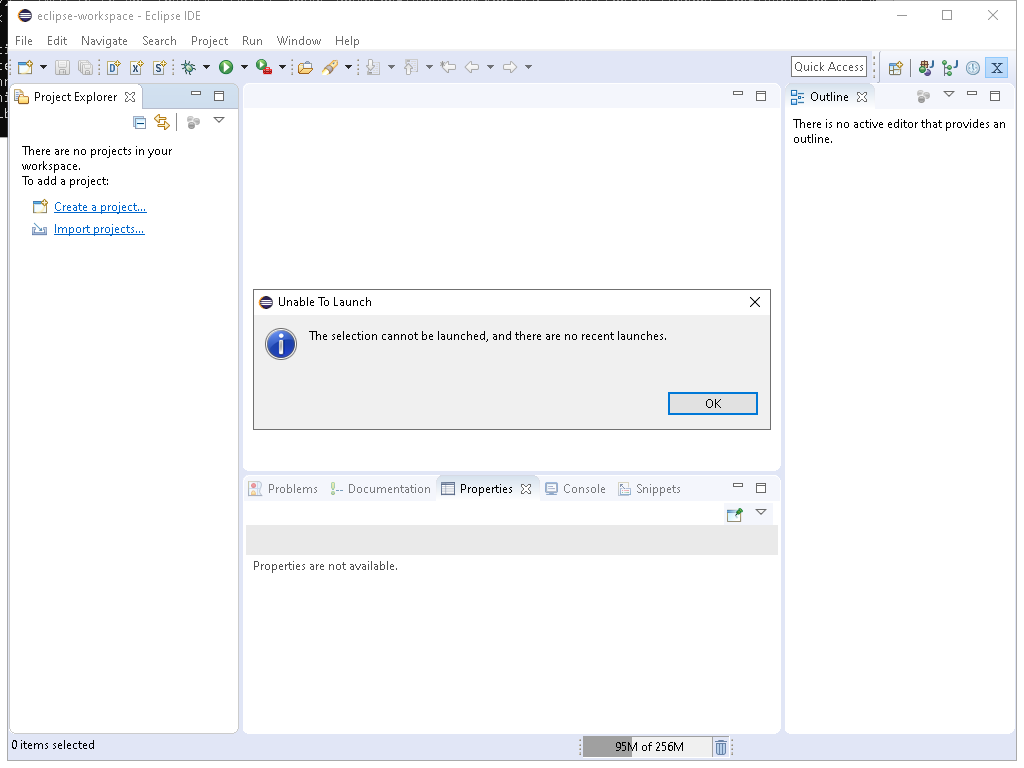 eclipse-workspace - Eclipse IDE
File Edit Navigate Search Project Run Window Help
Quick Access
Project Explorer
There are no projects in your
workspace.
To add a project:
Create a project...
Import projects...
Outline
There is no active editor that provides an
outline.
Unable To Launch
The selection cannot be launched, and there are no recent launches.
OK
Problems Documentation Properties Console Snippets
Properties are not available.
0 items selected
95M of 256M